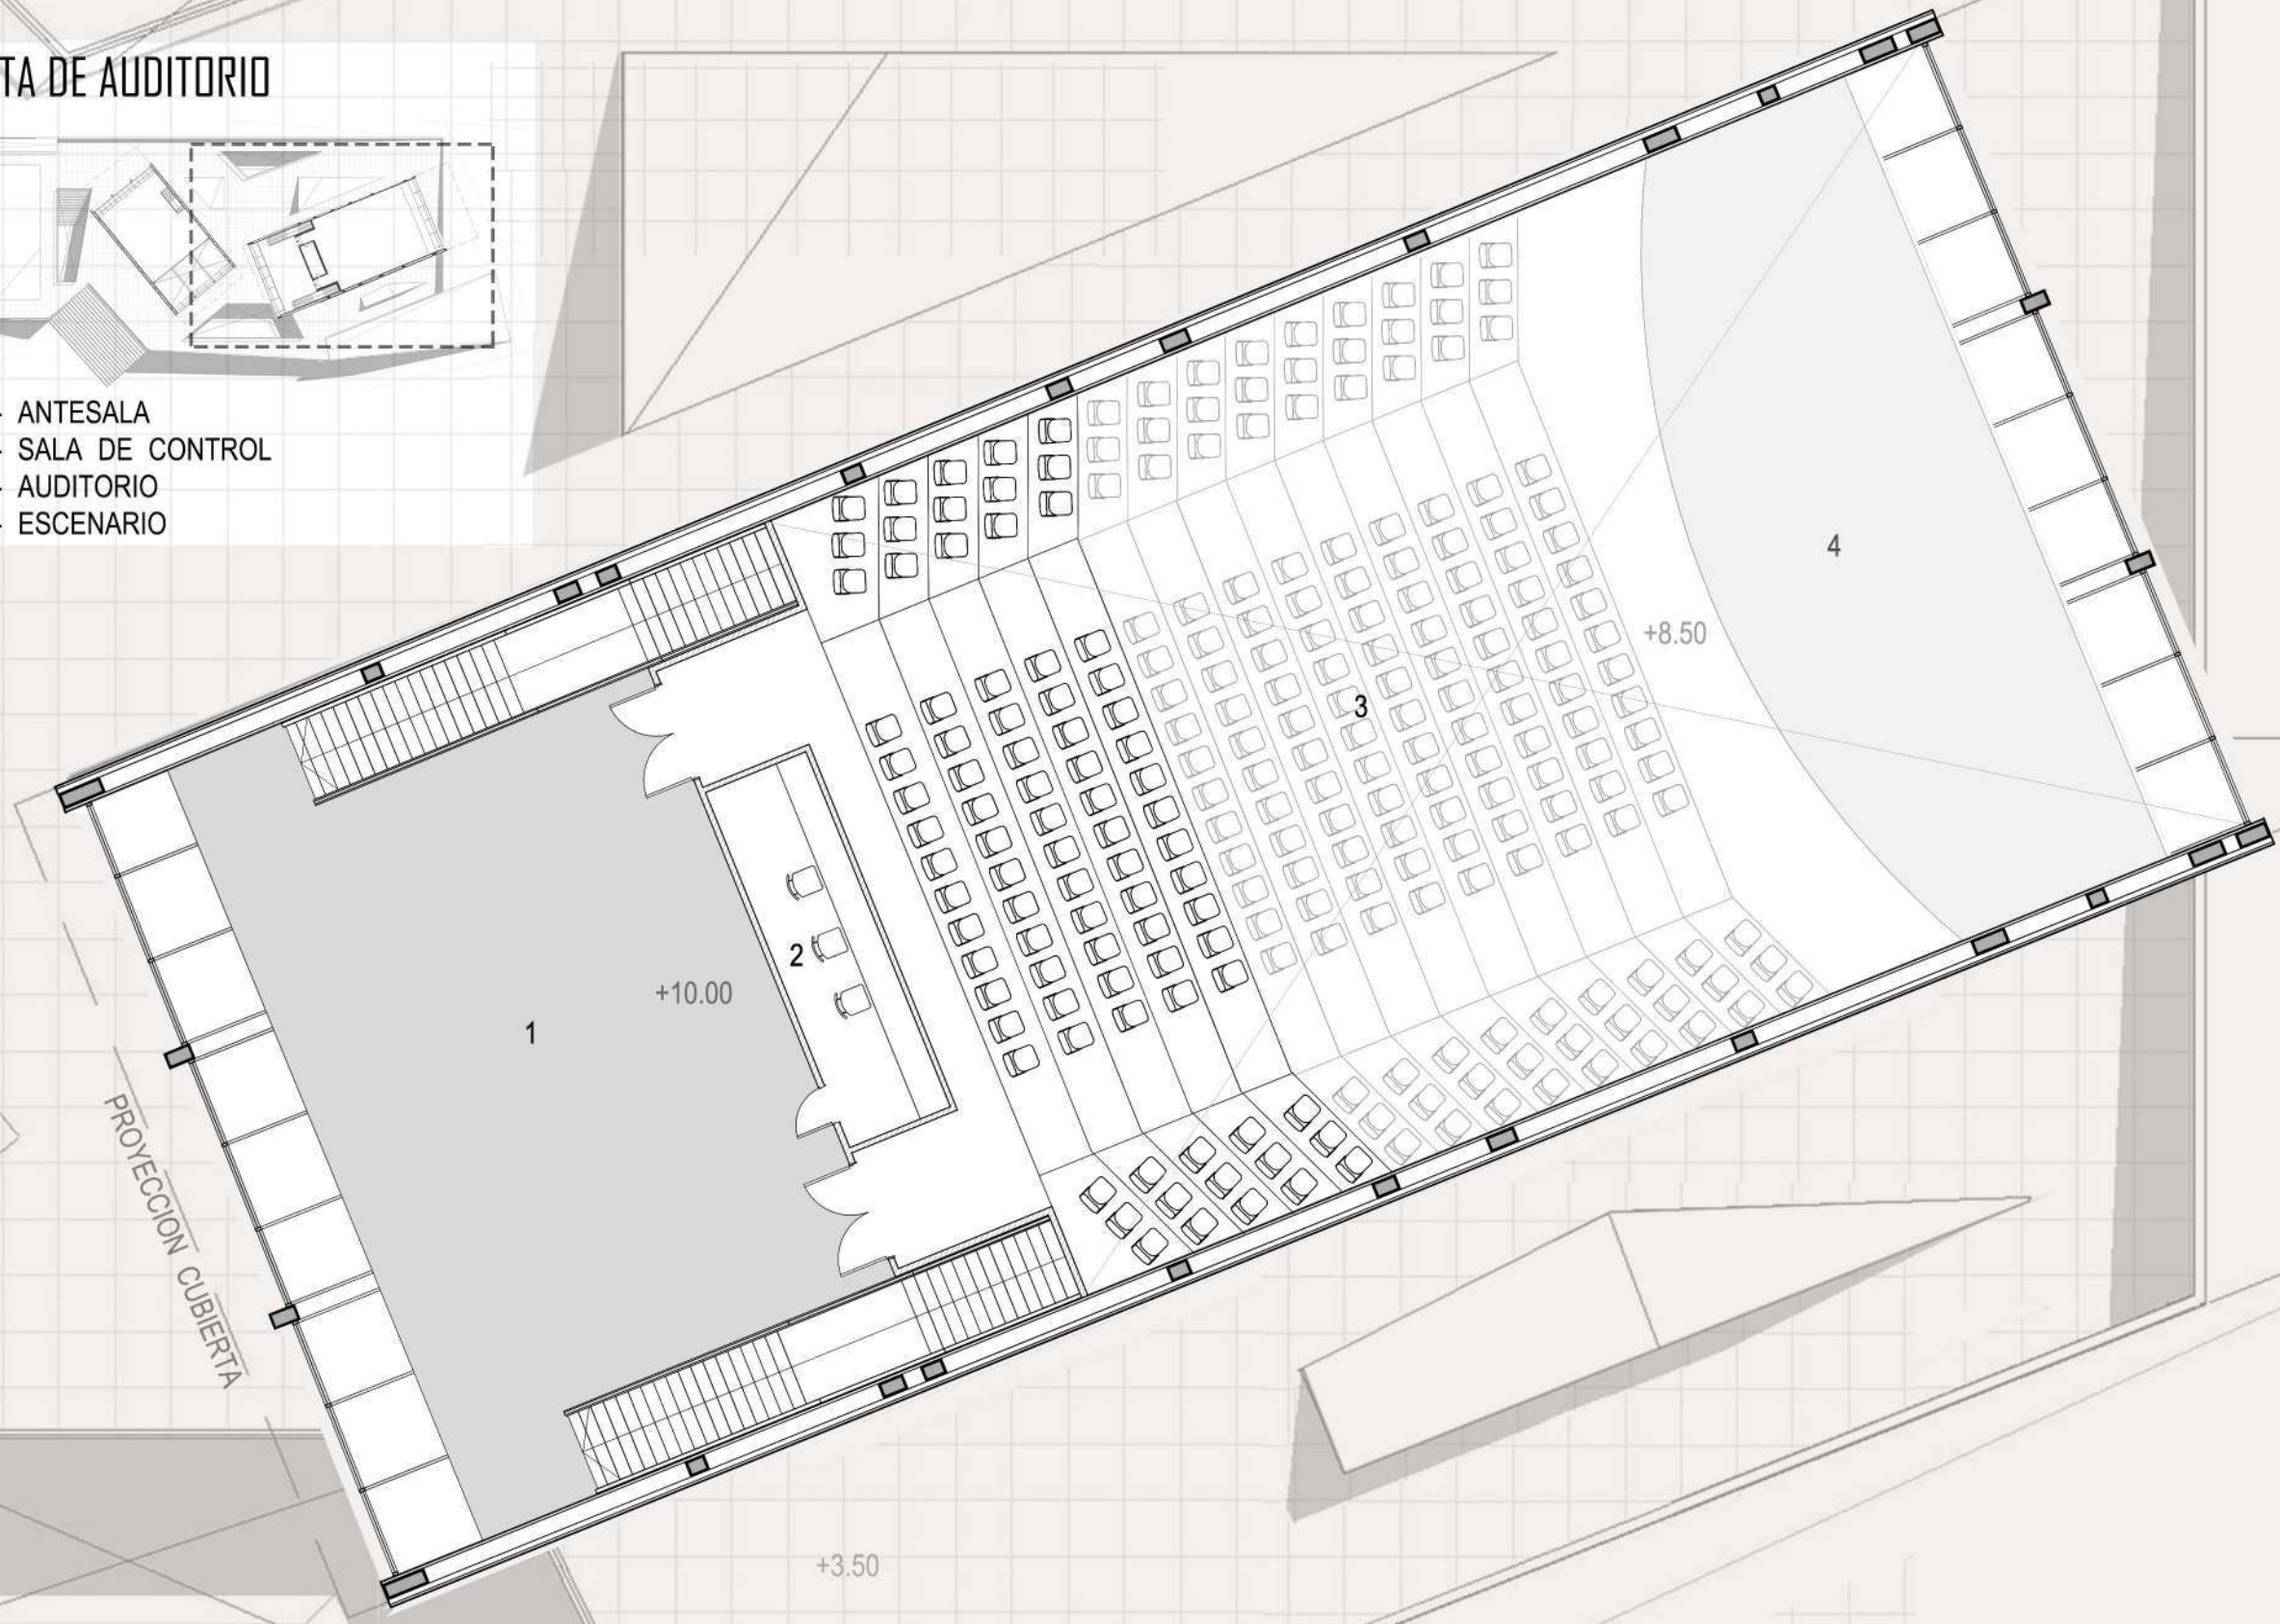 TA DE AUDITORIO
- ANTESALA
- SALA DE CONTROL
- AUDITORIO
- ESCENARIO
4
+8.50
3
2
+10.00
1
PROYECCION CUBIERTA
+3.50